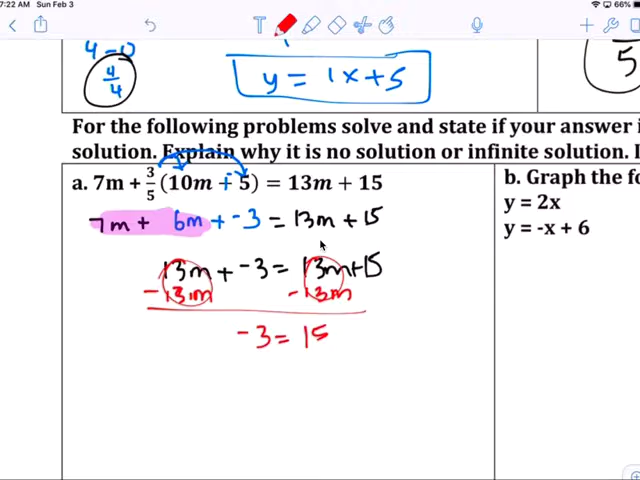 7:22 AM Sun Feb 3
66%
4-0
4/4
y = 1x+5
5
For the following problems solve and state if your answer i
solution. Explain why it is no solution or infinite solution. I
a. 7m + 3/5(10m - 5) = 13m + 15
7m + 6m + -3 = 13m + 15
13m + -3 = 13m+15
-13m -13m
-3 = 15
b. Graph the fo
y = 2x
y = -x + 6